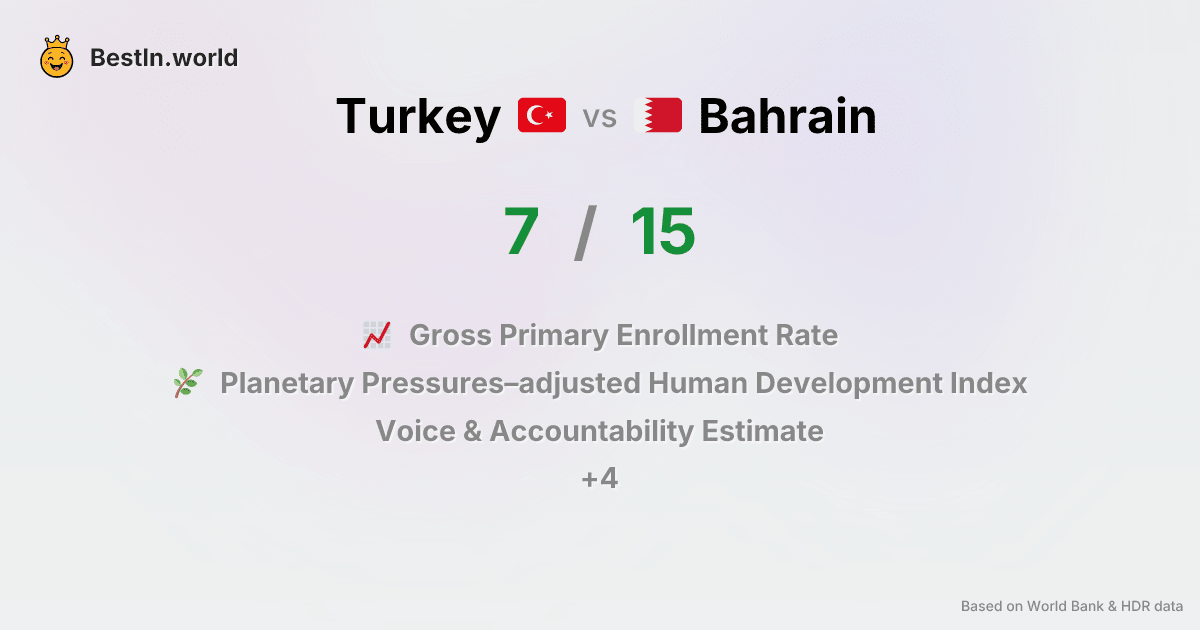 BestIn.world
Turkey vs Bahrain
7 / 15
Gross Primary Enrollment Rate
Planetary Pressures–adjusted Human Development Index
Voice & Accountability Estimate
+4
Based on World Bank & HDR data